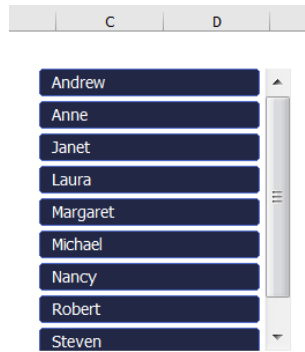 C D
Andrew
Anne
Janet
Laura
Margaret
Michael
Nancy
Robert
Steven